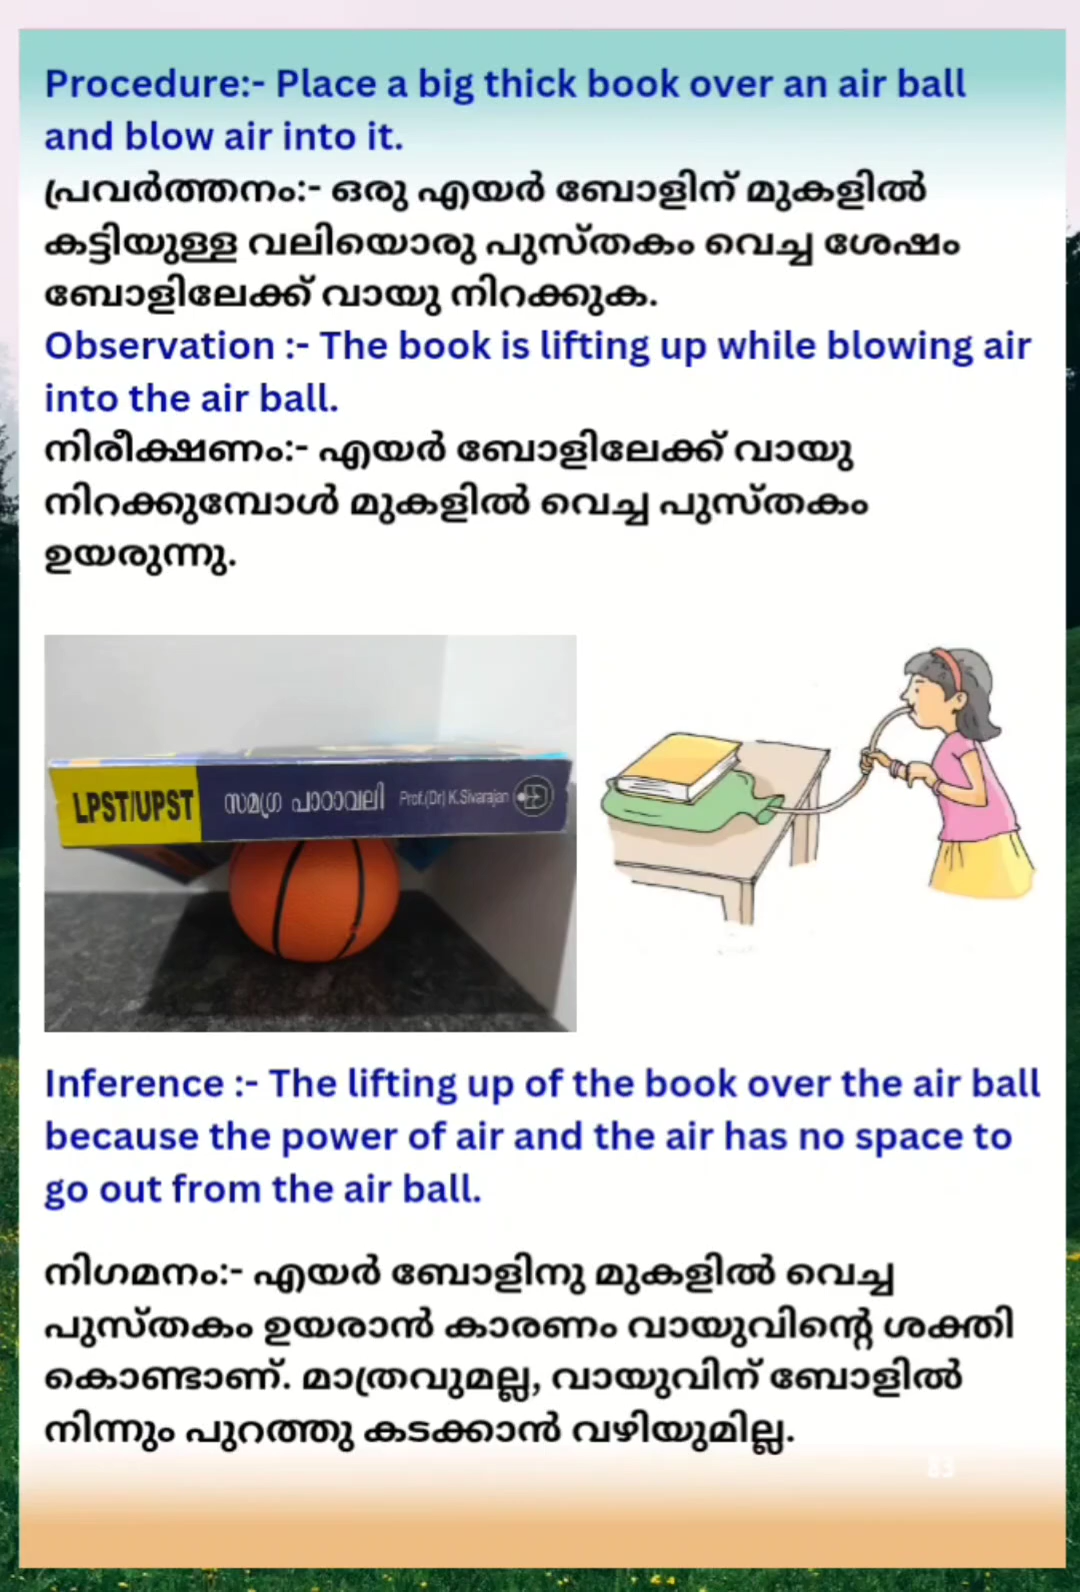 Procedure:- Place a big thick book over an air ball
and blow air into it.
പ്രവർത്തനം:- ഒരു എയർ ബോളിന് മുകളിൽ
കട്ടിയുള്ള വലിയൊരു പുസ്തകം വെച്ച ശേഷം
ബോളിലേക്ക് വായു നിറക്കുക.
Observation :- The book is lifting up while blowing air
into the air ball.
നിരീക്ഷണം:- എയർ ബോളിലേക്ക് വായു
നിറക്കുമ്പോൾ മുകളിൽ വെച്ച പുസ്തകം
ഉയരുന്നു.
LPST/UPST സമഗ്ര പാഠാവലി Prof.(Dr) K.Sivarajan
Inference :- The lifting up of the book over the air ball
because the power of air and the air has no space to
go out from the air ball.
നിഗമനം:- എയർ ബോളിനു മുകളിൽ വെച്ച
പുസ്തകം ഉയരാൻ കാരണം വായുവിന്റെ ശക്തി
കൊണ്ടാണ്. മാത്രവുമല്ല, വായുവിന് ബോളിൽ
നിന്നും പുറത്തു കടക്കാൻ വഴിയുമില്ല.